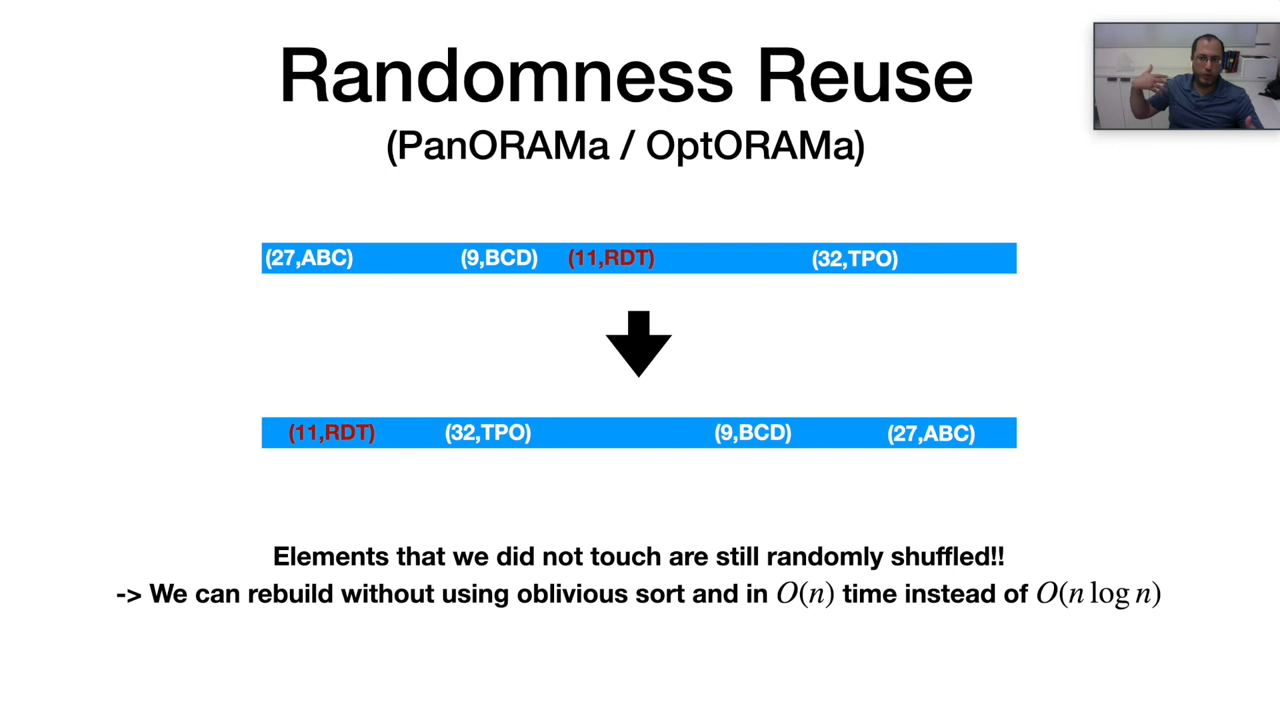 Randomness Reuse
(PanORAMa / OptORAMa)
(27,ABC) (9,BCD) (11,RDT) (32,TPO)
(11,RDT) (32,TPO) (9,BCD) (27,ABC)
Elements that we did not touch are still randomly shuffled!!
-> We can rebuild without using oblivious sort and in O(n) time instead of O(n log n)